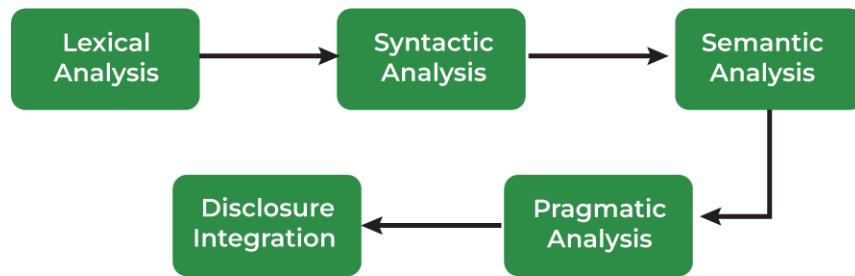 Lexical
Analysis
Syntactic
Analysis
Semantic
Analysis
Pragmatic
Analysis
Disclosure
Integration